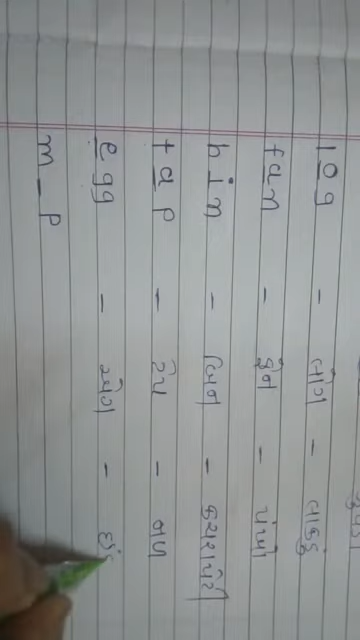 log - લોગ - લાકડું
fan - ફેન - પંખો
bin - બિન - કચરાપેટી
tap - ટેપ - નળ
egg - એગ -
m_p